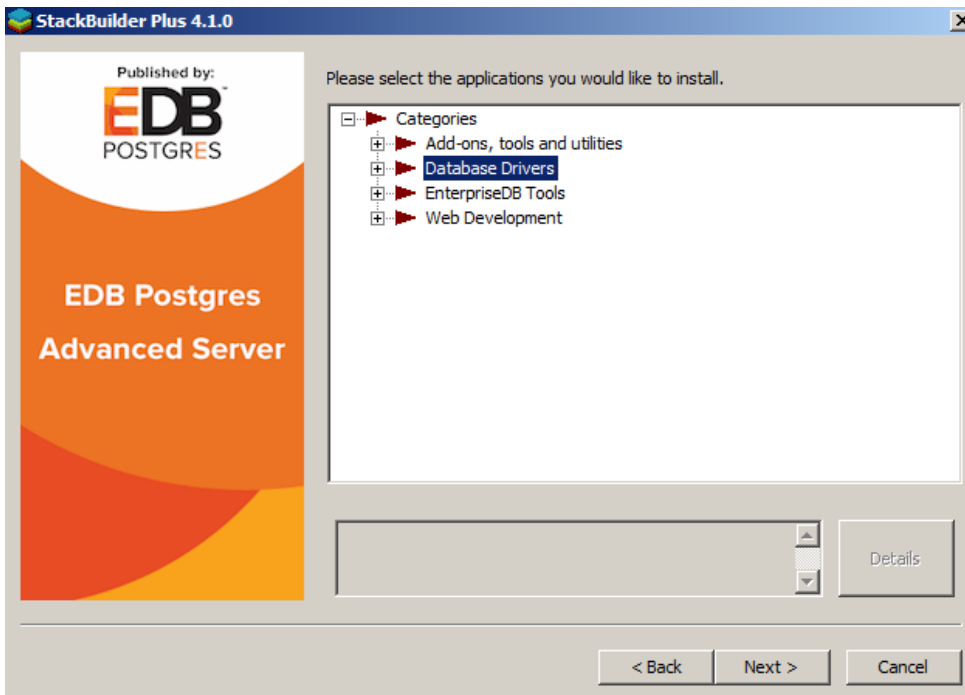 StackBuilder Plus 4.1.0
Published by:
EDB
POSTGRES
EDB Postgres
Advanced Server
Please select the applications you would like to install.
Categories
Add-ons, tools and utilities
Database Drivers
EnterpriseDB Tools
Web Development
Details
< Back
Next >
Cancel